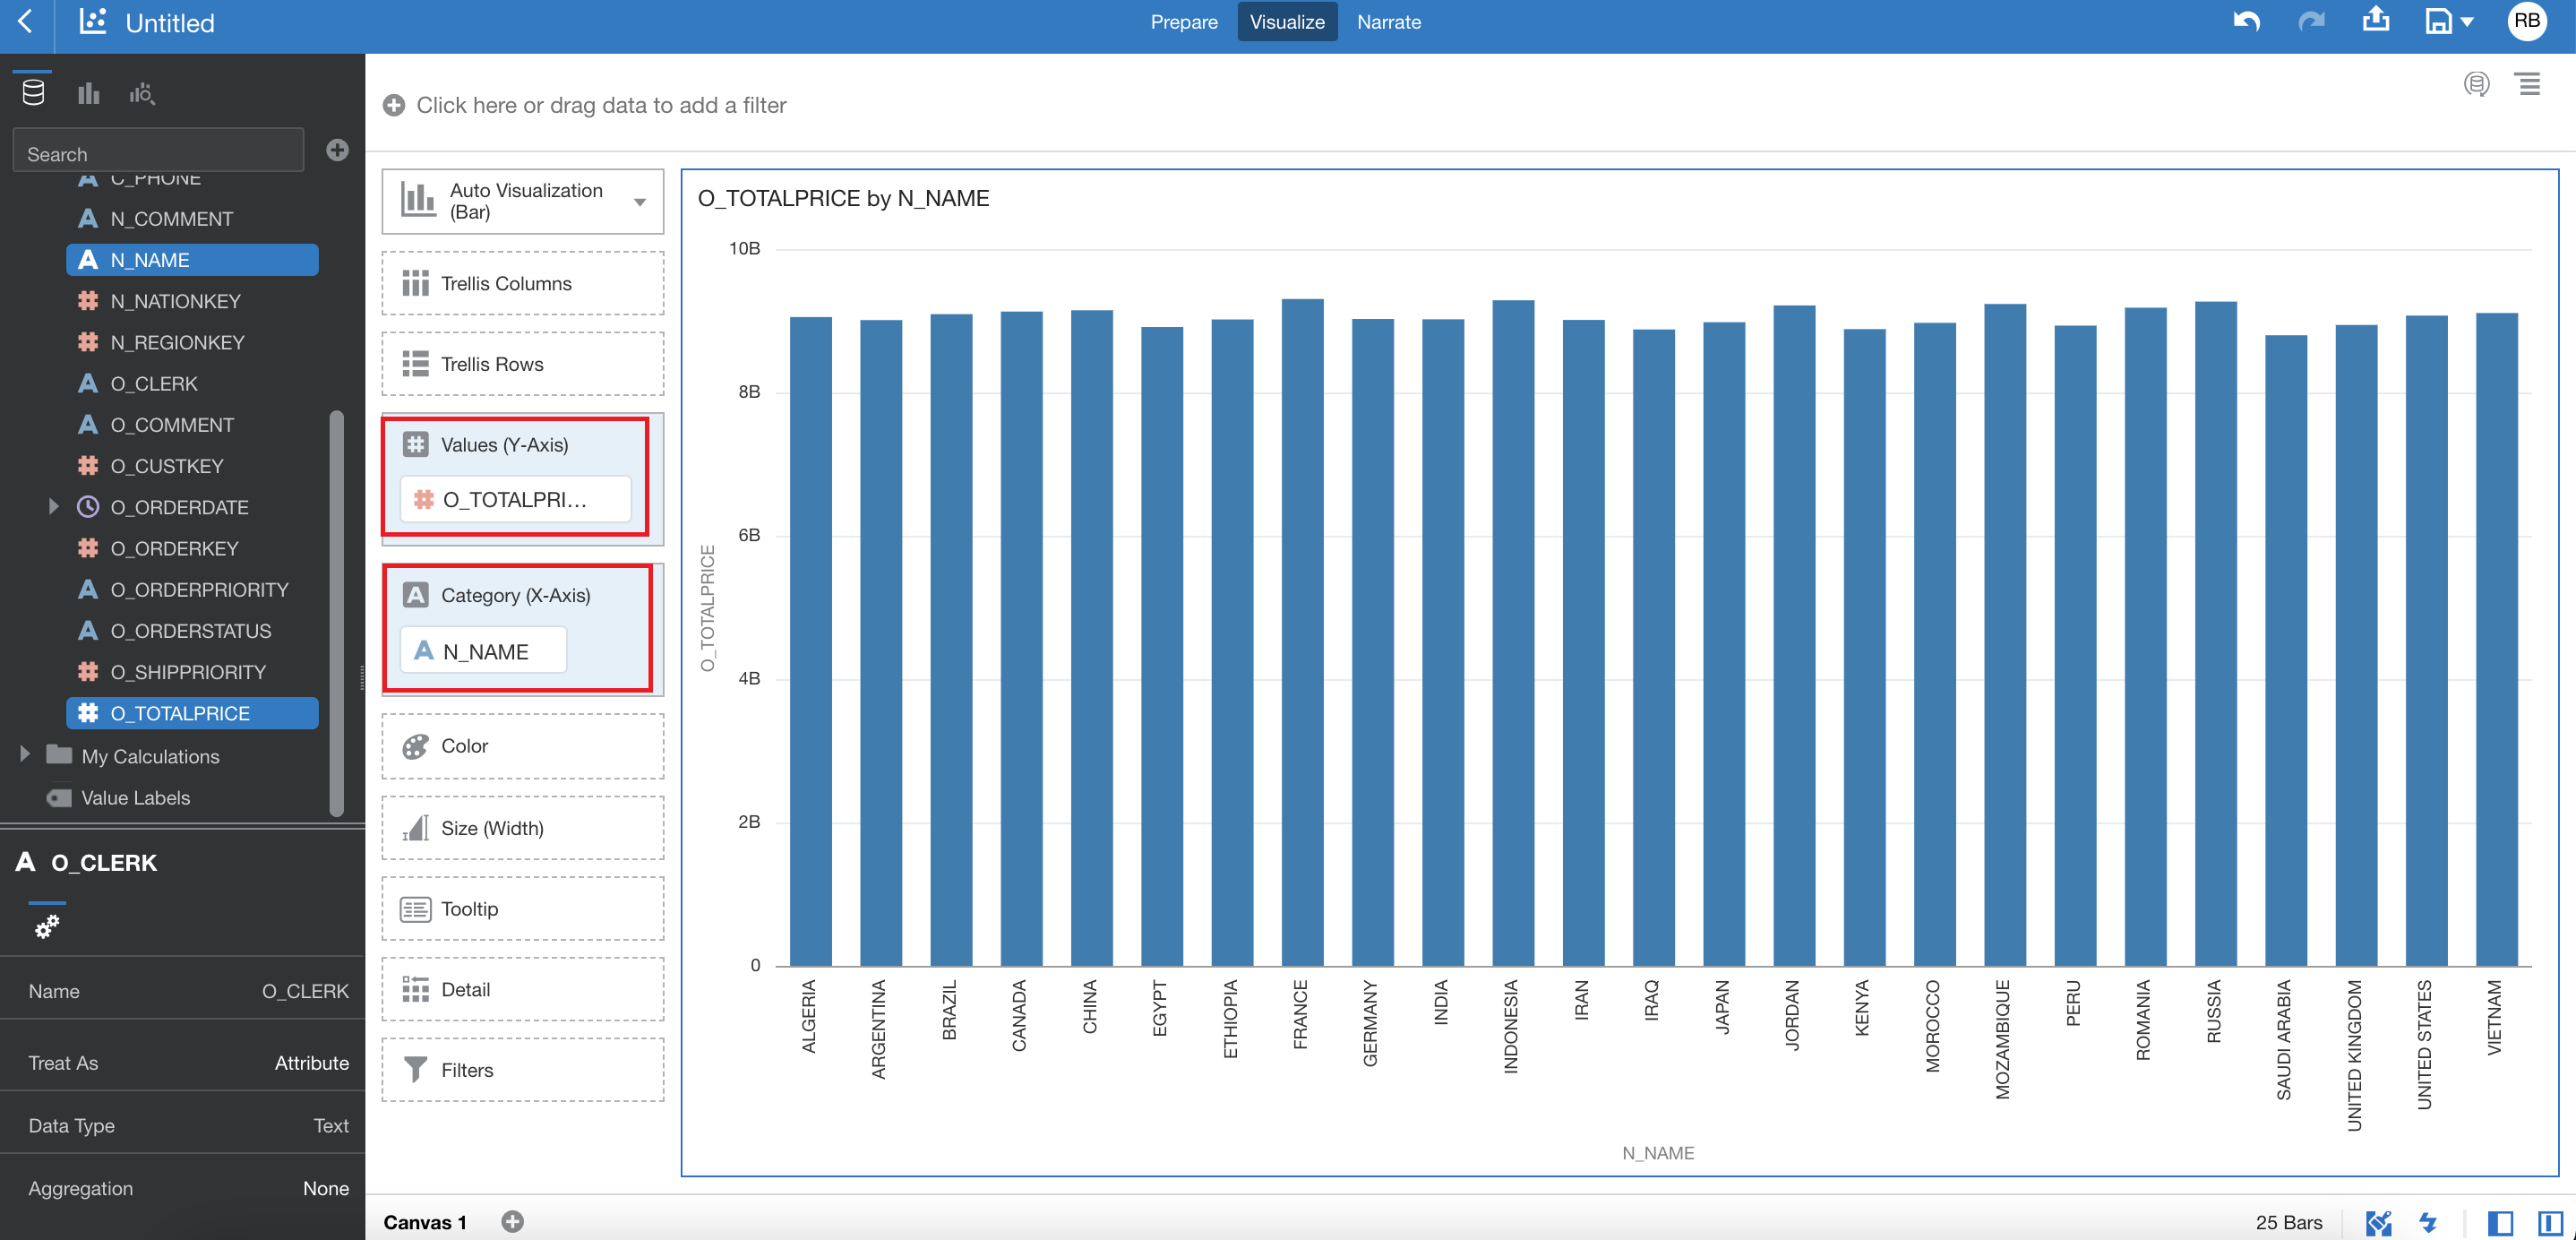 Untitled
Prepare
Visualize
Narrate
RB
Search
Click here or drag data to add a filter
C_PHONE
N_COMMENT
N_NAME
N_NATIONKEY
N_REGIONKEY
O_CLERK
O_COMMENT
O_CUSTKEY
O_ORDERDATE
O_ORDERKEY
O_ORDERPRIORITY
O_ORDERSTATUS
O_SHIPPRIORITY
O_TOTALPRICE
My Calculations
Value Labels
O_CLERK
Name O_CLERK
Treat As Attribute
Data Type Text
Aggregation None
Auto Visualization
(Bar)
Trellis Columns
Trellis Rows
Values (Y-Axis)
O_TOTALPRI...
Category (X-Axis)
N_NAME
Color
Size (Width)
Tooltip
Detail
Filters
O_TOTALPRICE by N_NAME
10B
8B
6B
4B
2B
0
O_TOTALPRICE
ALGERIA
ARGENTINA
BRAZIL
CANADA
CHINA
EGYPT
ETHIOPIA
FRANCE
GERMANY
INDIA
INDONESIA
IRAN
IRAQ
JAPAN
JORDAN
KENYA
MOROCCO
MOZAMBIQUE
PERU
ROMANIA
RUSSIA
SAUDI ARABIA
UNITED KINGDOM
UNITED STATES
VIETNAM
N_NAME
Canvas 1
25 Bars